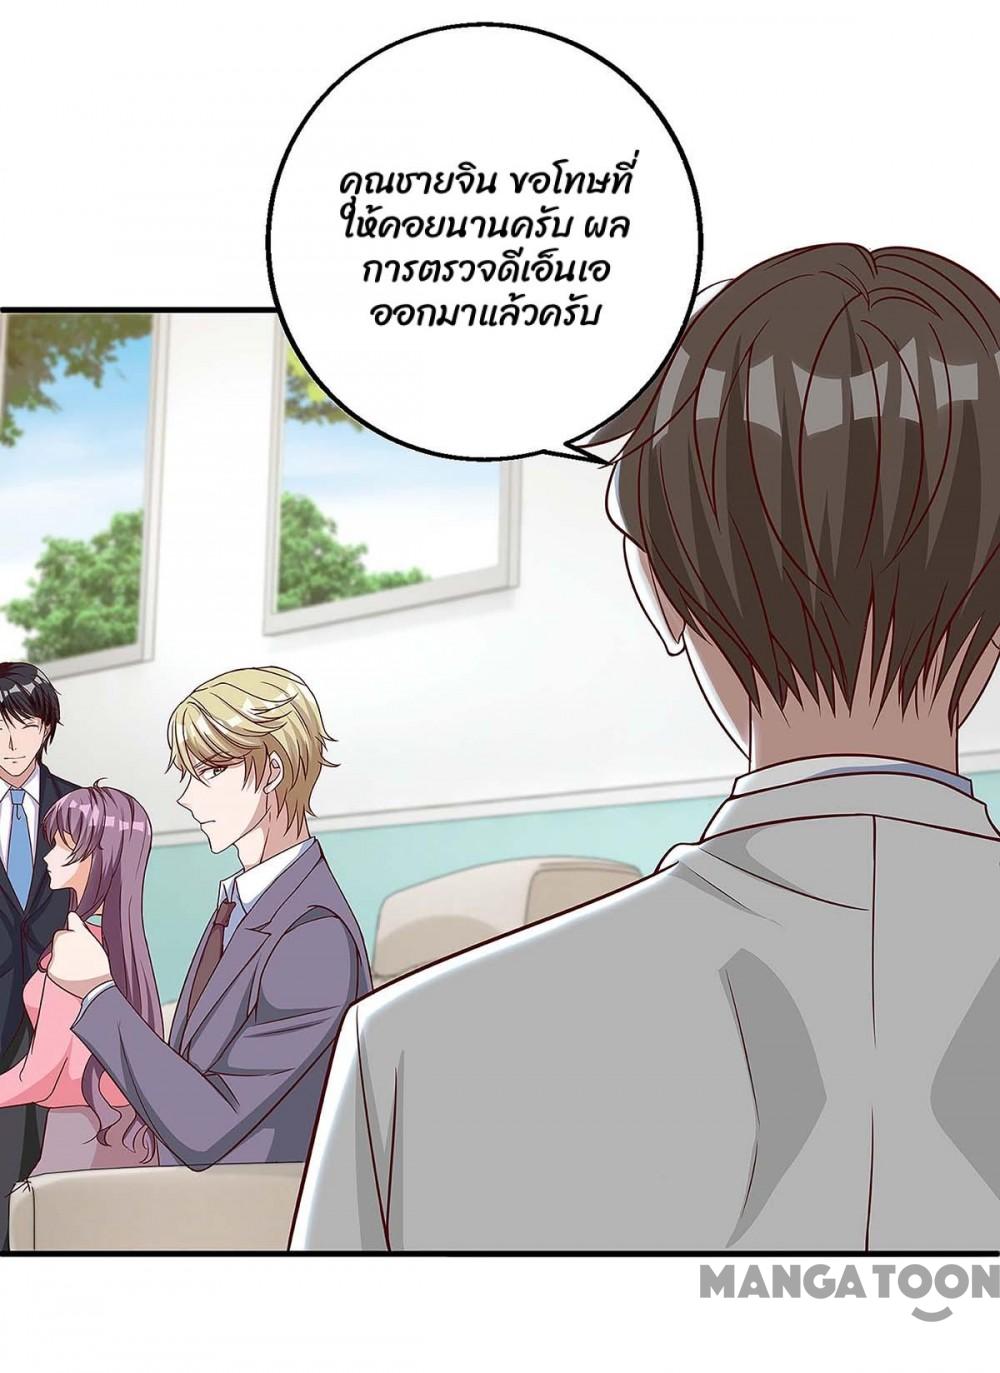 คุณชายจิน ขอโทษที่
ให้คอยนานครับ ผล
การตรวจดีเอ็นเอ
ออกมาแล้วครับ
MANGATOON